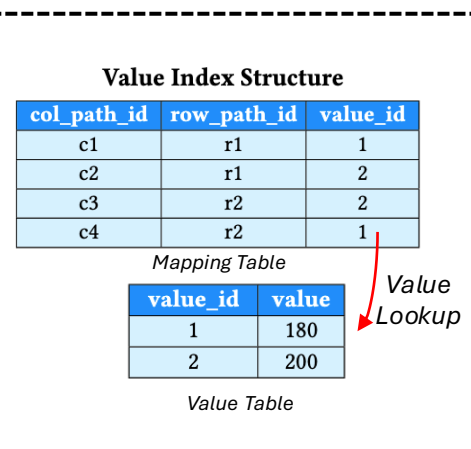 Value Index Structure
col_path_id row_path_id value_id
c1 r1 1
c2 r1 2
c3 r2 2
c4 r2 1
Mapping Table
Value
Lookup
value_id value
1 180
2 200
Value Table